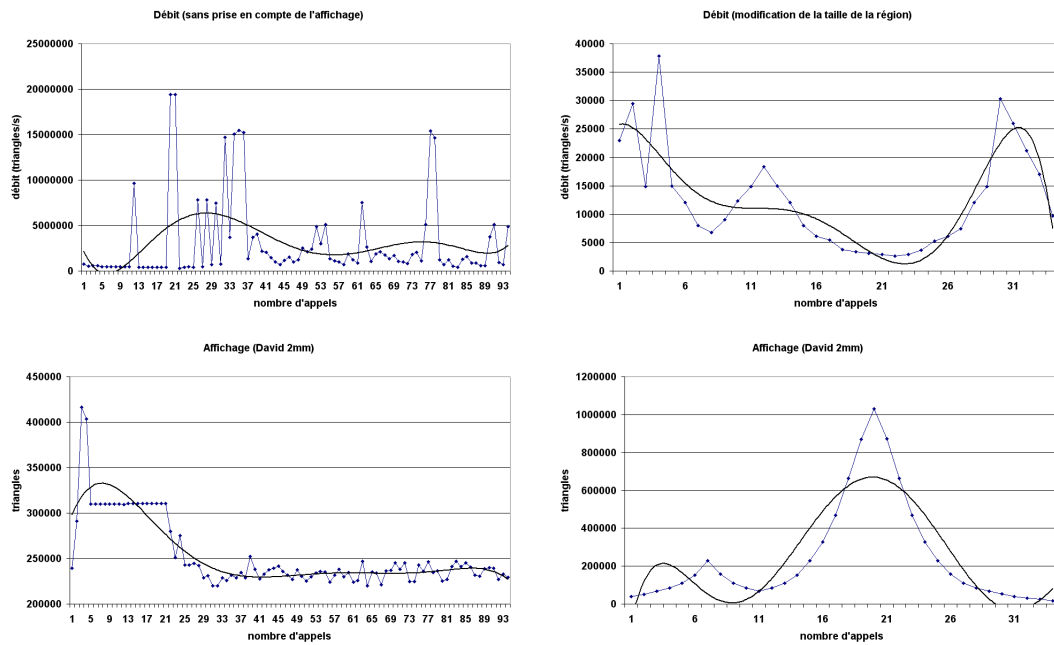 Débit (sans prise en compte de l'affichage)
25000000
20000000
15000000
10000000
5000000
0
débit (triangles/s)
1 5 9 13 17 21 25 29 33 37 41 45 49 53 57 61 65 69 73 77 81 85 89 93
nombre d'appels
Débit (modification de la taille de la région)
40000
35000
30000
25000
20000
15000
10000
5000
0
débit (triangles/s)
1 6 11 16 21 26 31
nombre d'appels
Affichage (David 2mm)
450000
400000
350000
300000
250000
200000
triangles
1 5 9 13 17 21 25 29 33 37 41 45 49 53 57 61 65 69 73 77 81 85 89 93
nombre d'appels
Affichage (David 2mm)
1200000
1000000
800000
600000
400000
200000
0
triangles
1 6 11 16 21 26 31
nombre d'appels